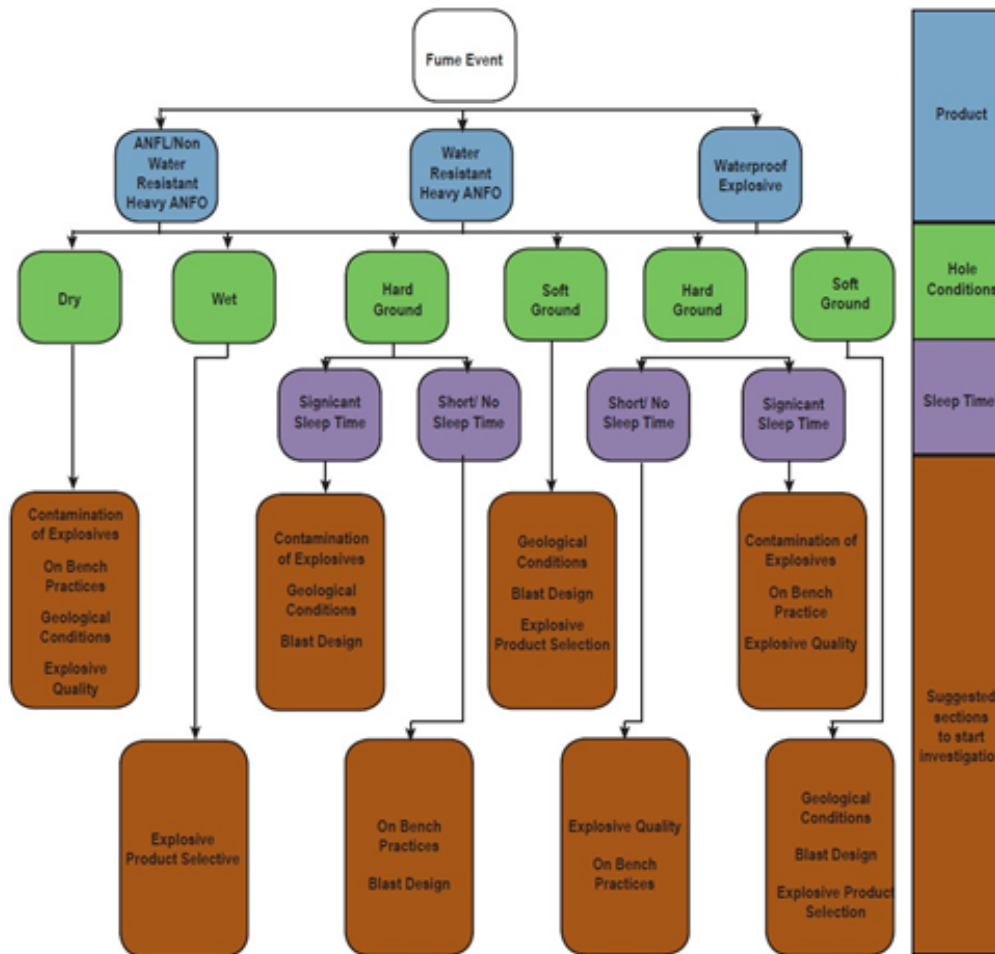 Fume Event
Product
ANFL/Non
Water
Resistant
Heavy ANFO
Water
Resistant
Heavy ANFO
Waterproof
Explosive
Dry
Wet
Hard
Ground
Soft
Ground
Hard
Ground
Soft
Ground
Hole
Conditions
Signicant
Sleep Time
Short/ No
Sleep Time
Short/ No
Sleep Time
Signicant
Sleep Time
Sleep Time
Contamination
of Explosives
On Bench
Practices
Geological
Conditions
Explosive
Quality
Contamination
of Explosives
Geological
Conditions
Blast Design
Geological
Conditions
Blast Design
Explosive
Product Selection
Contamination of
Explosives
On Bench
Practice
Explosive Quality
Suggested
sections
to start
investigation
Explosive
Product Selective
On Bench
Practices
Blast Design
Explosive Quality
On Bench
Practices
Geological
Conditions
Blast Design
Explosive Product
Selection